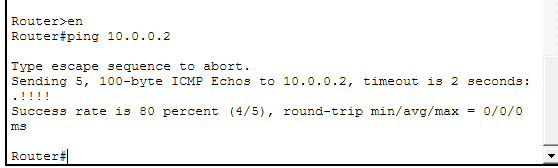 Router>en
Router#ping 10.0.0.2
Type escape sequence to abort.
Sending 5, 100-byte ICMP Echos to 10.0.0.2, timeout is 2 seconds:
.!!!!
Success rate is 80 percent (4/5), round-trip min/avg/max = 0/0/0
ms
Router#